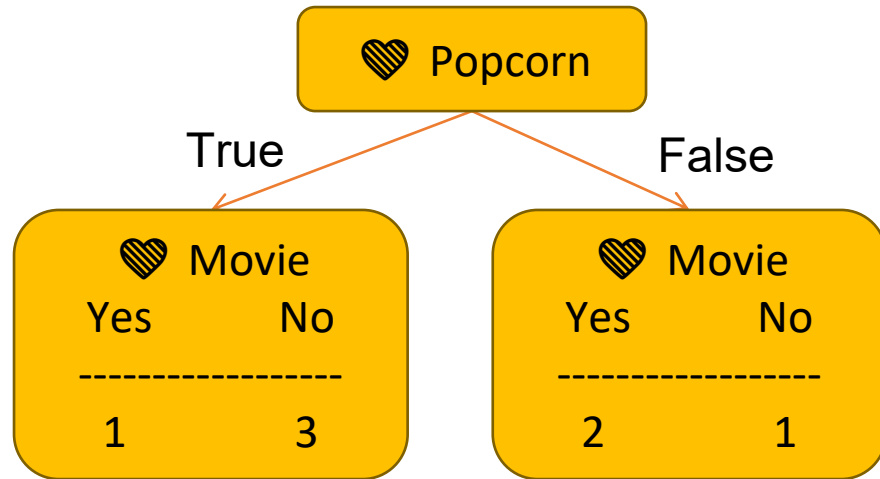 ♥ Popcorn
True
False
♥ Movie
Yes No
------------------
1 3
♥ Movie
Yes No
------------------
2 1